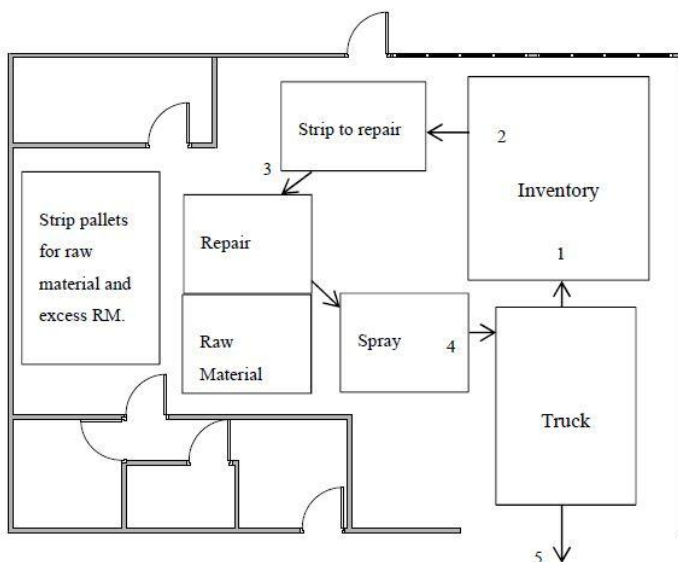 Strip to repair
2
Inventory
1
3
Strip pallets
for raw
material and
excess RM.
Repair
Raw
Material
Spray
4
Truck
5